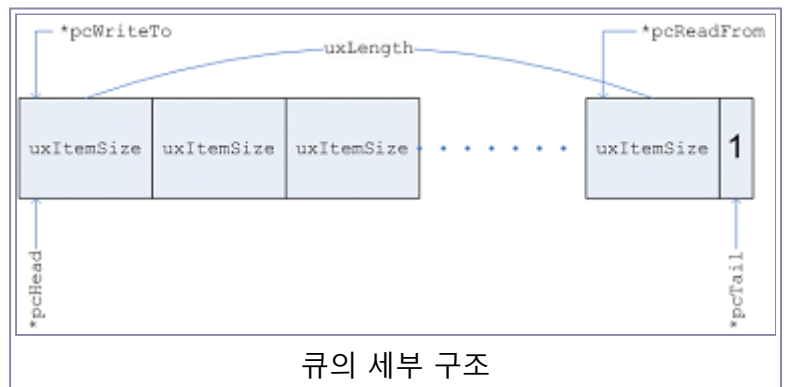 *pcWriteTo
*pcReadFrom
uxLength
uxItemSize
uxItemSize
uxItemSize
uxItemSize
1
*pcHead
*pcTail
큐의 세부 구조